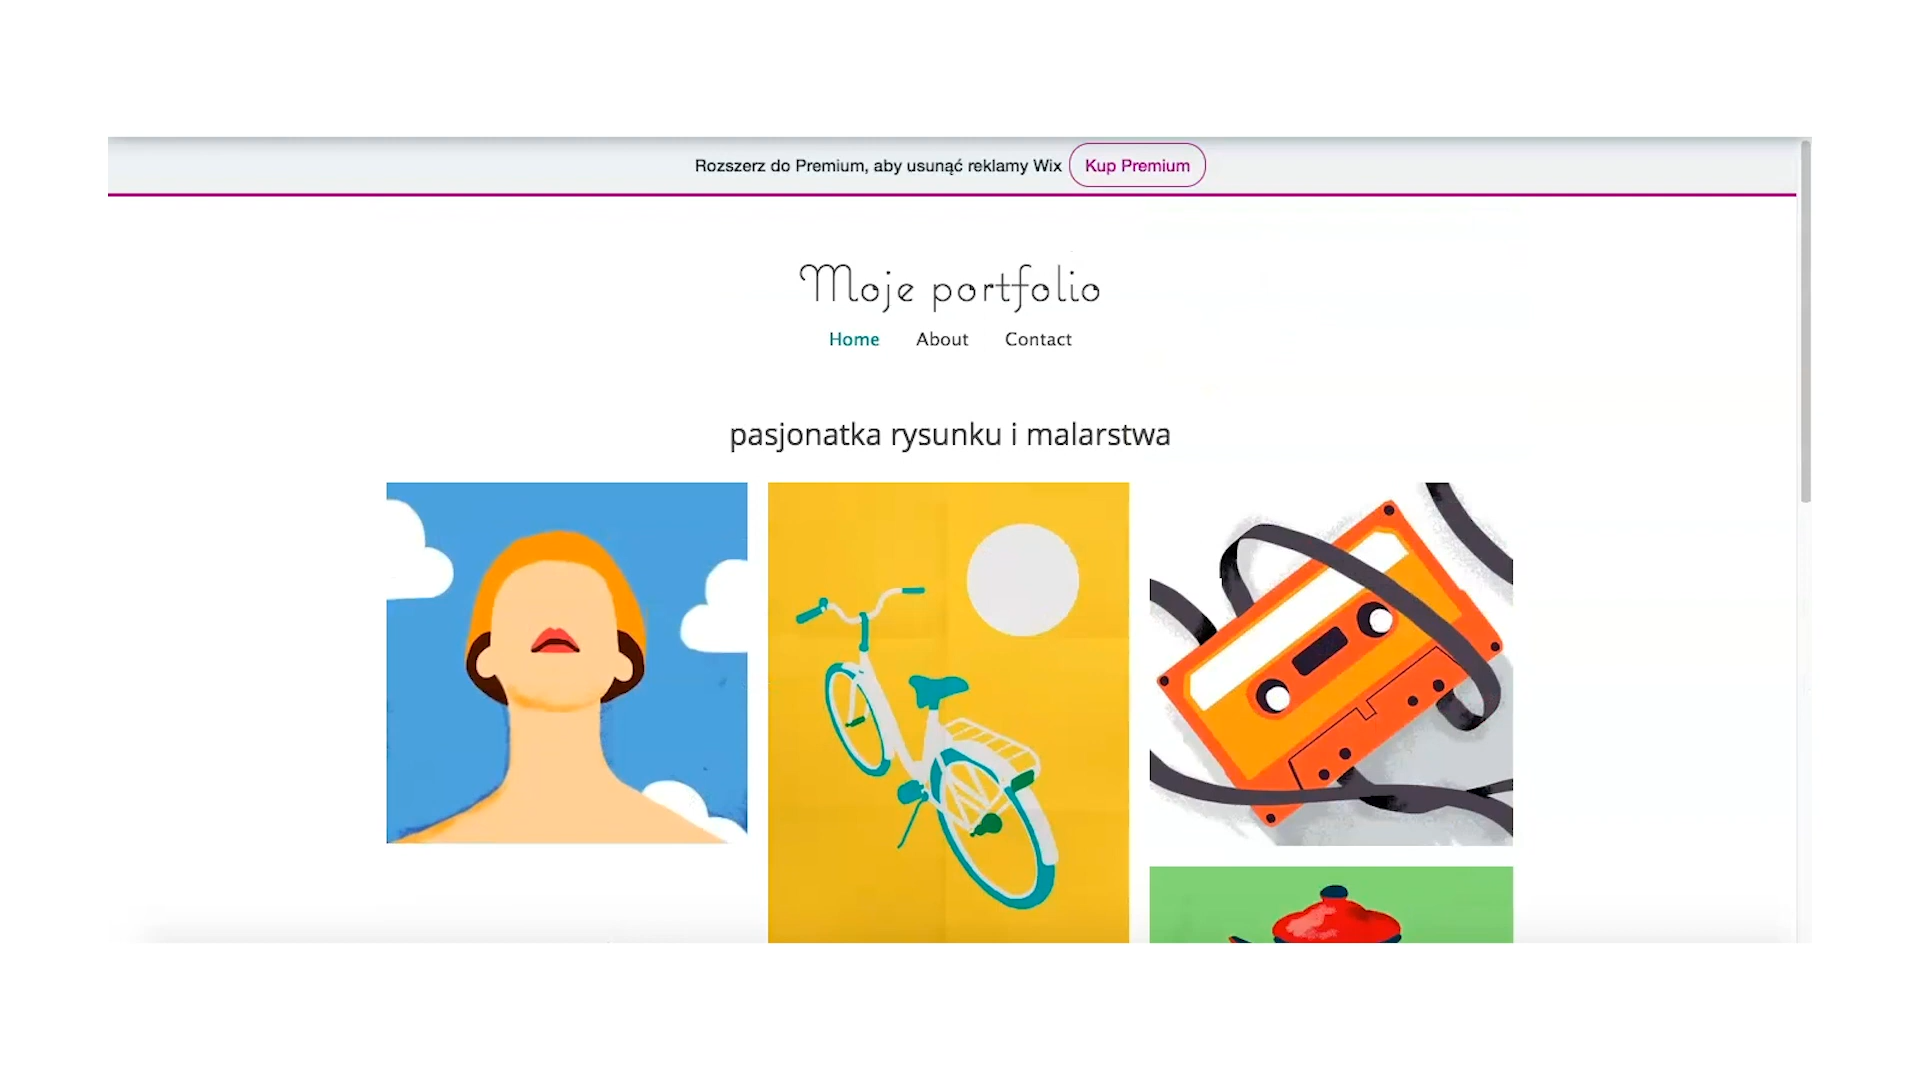 Rozszerz do Premium, aby usunąć reklamy Wix Kup Premium
Moje portfolio
Home About Contact
pasjonatka rysunku i malarstwa